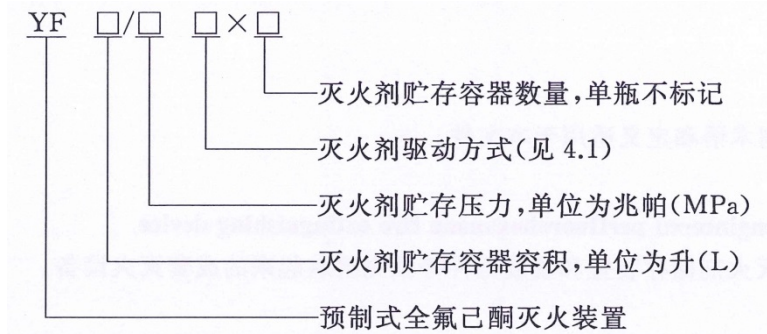 YF □/□ □×□
灭火剂贮存容器数量,单瓶不标记
灭火剂驱动方式(见 4.1)
灭火剂贮存压力,单位为兆帕(MPa)
灭火剂贮存容器容积,单位为升(L)
预制式全氟己酮灭火装置